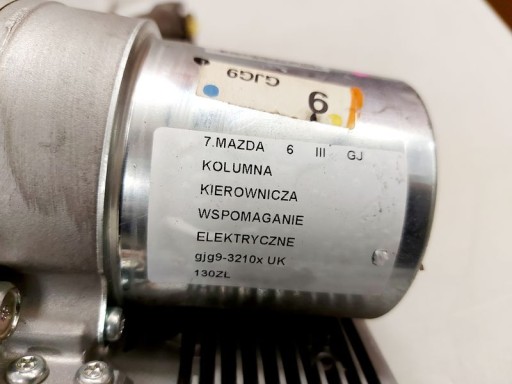 GJG9
9
7.MAZDA 6 III GJ
KOLUMNA
KIEROWNICZA
WSPOMAGANIE
ELEKTRYCZNE
gjg9-3210x UK
130ZL